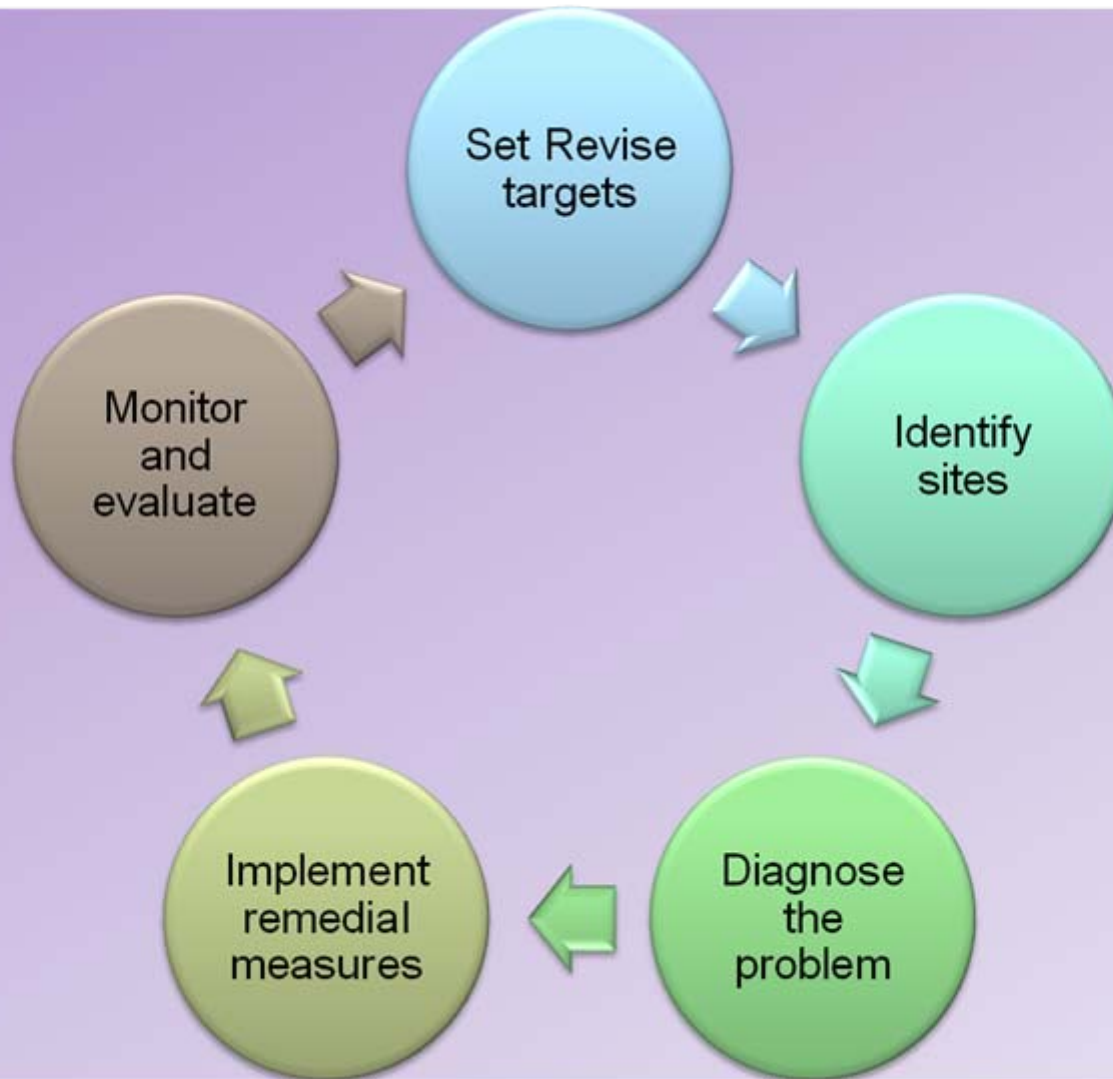 Set Revise
targets
Identify
sites
Diagnose
the
problem
Implement
remedial
measures
Monitor
and
evaluate